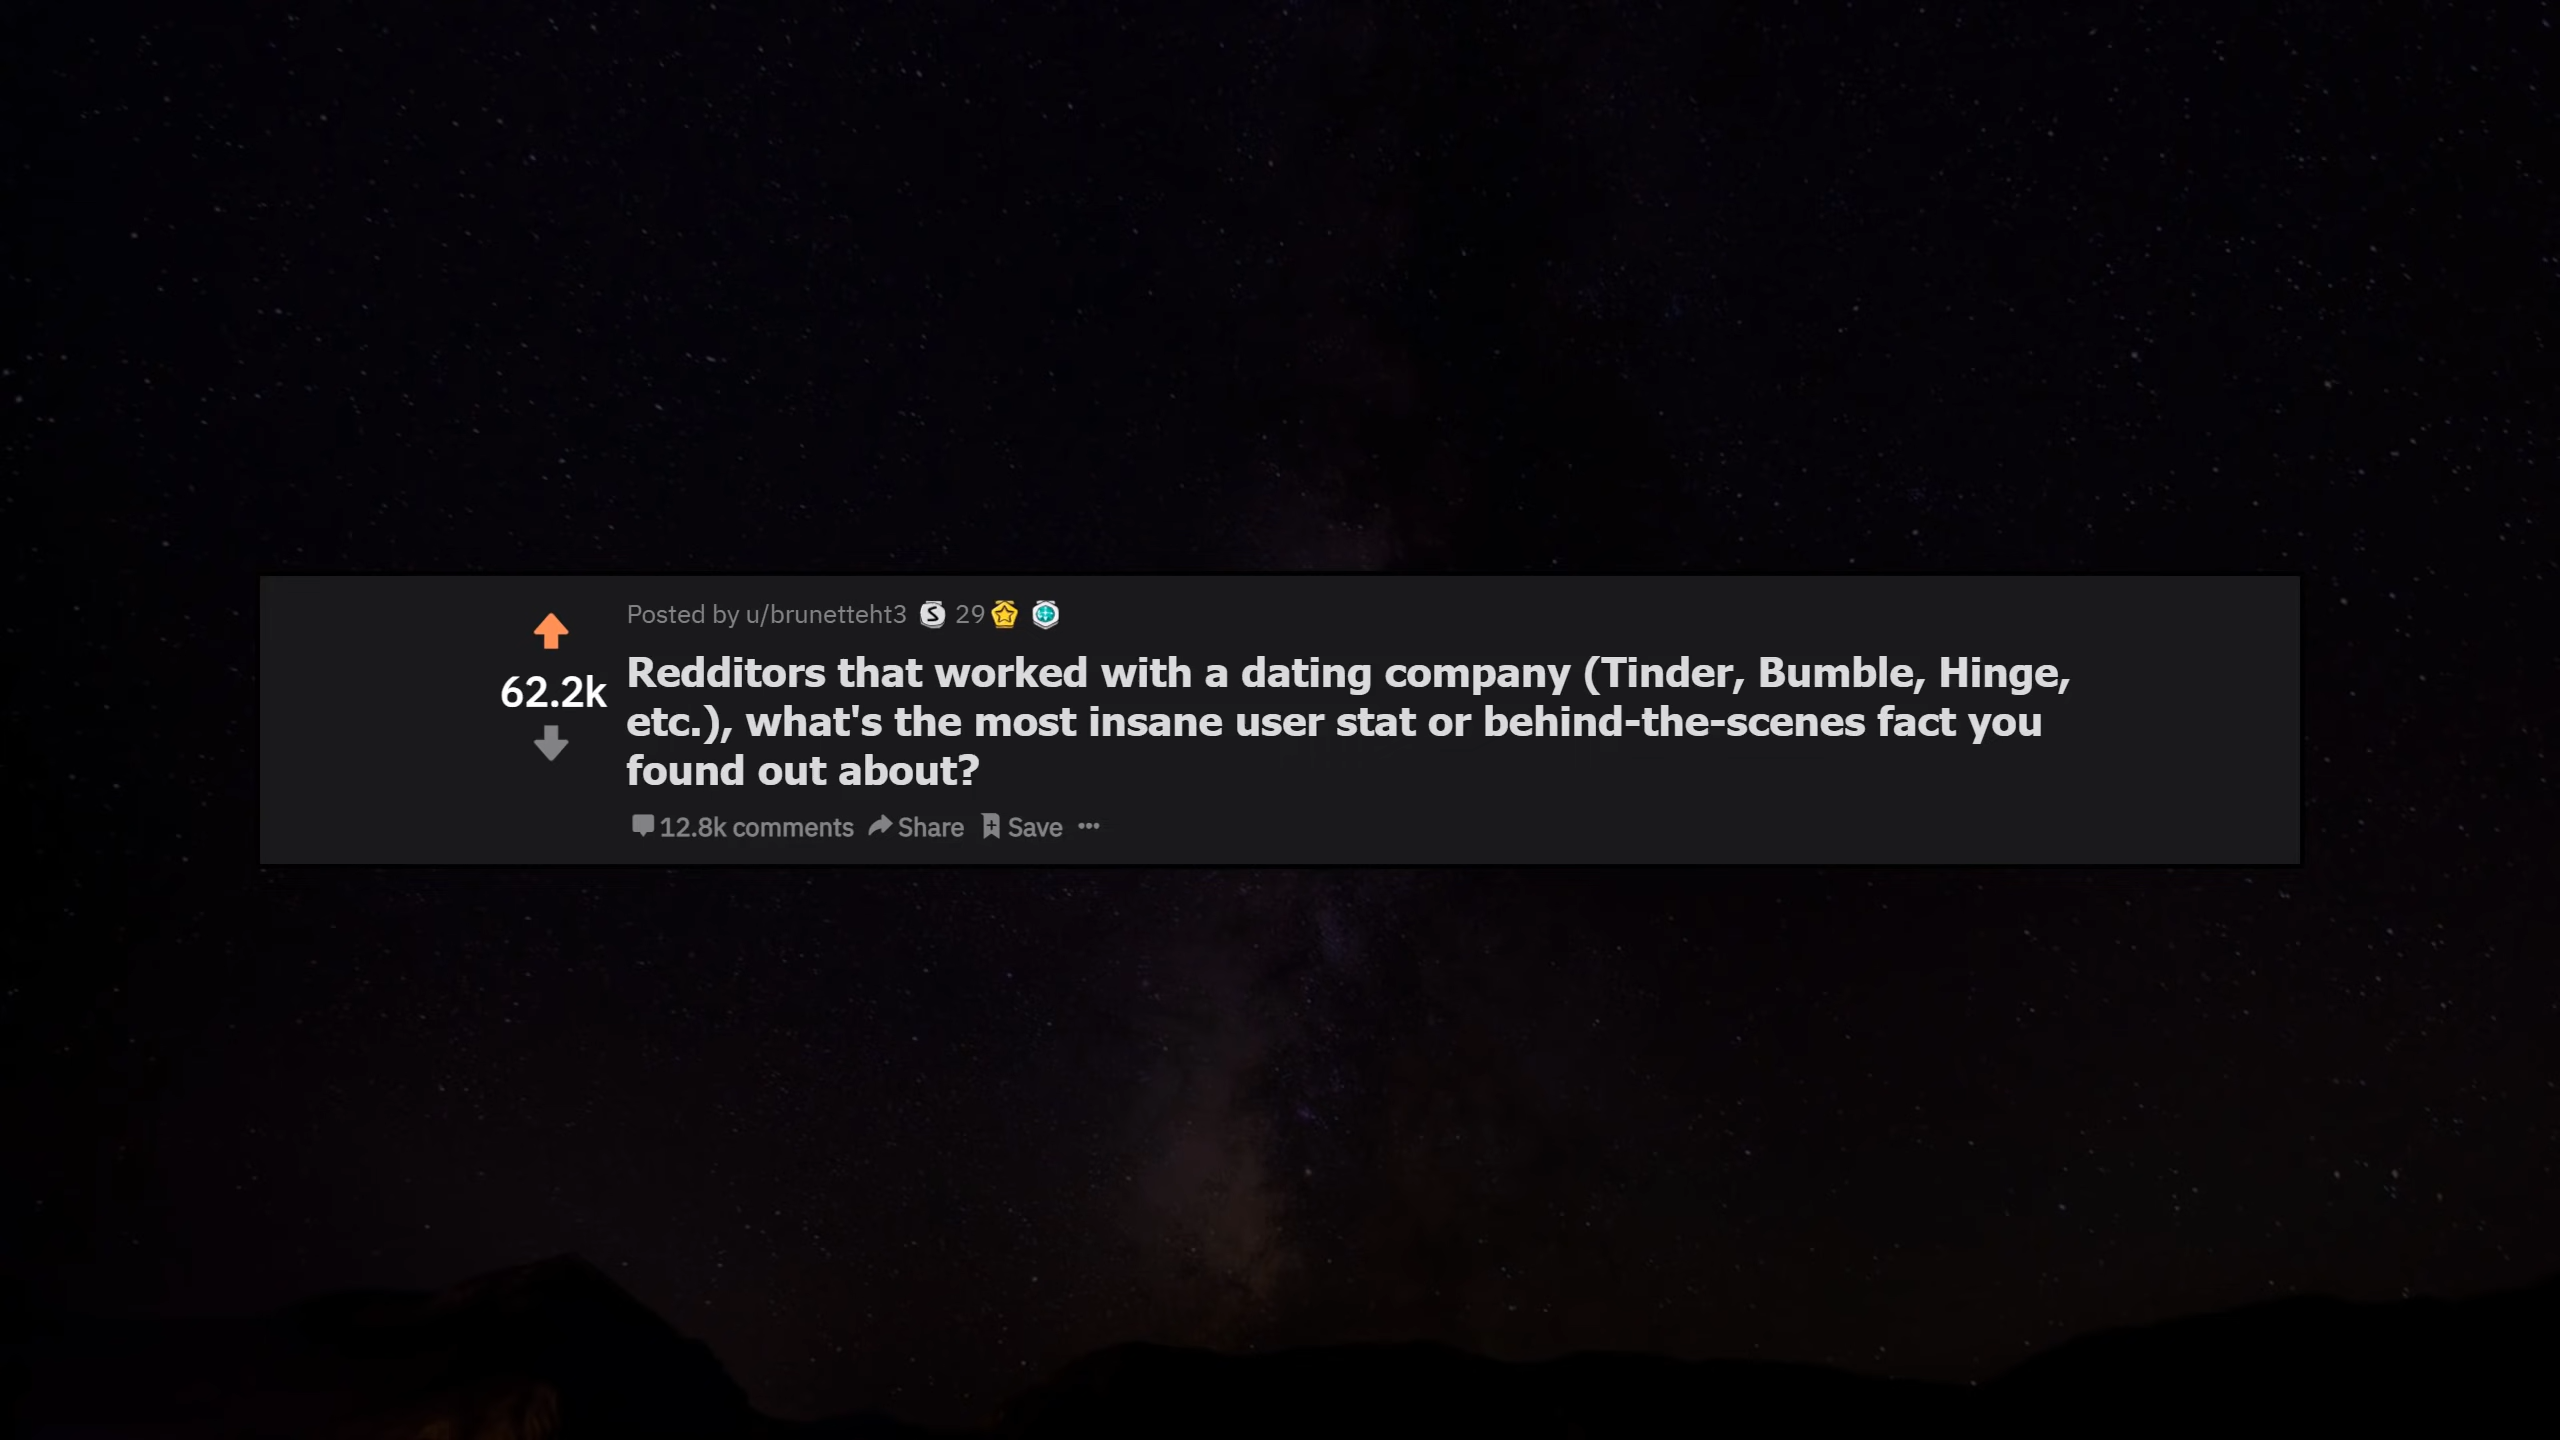 Posted by u/brunetteht3 S 29
62.2k
Redditors that worked with a dating company (Tinder, Bumble, Hinge,
etc.), what's the most insane user stat or behind-the-scenes fact you
found out about?
12.8k comments Share Save ···